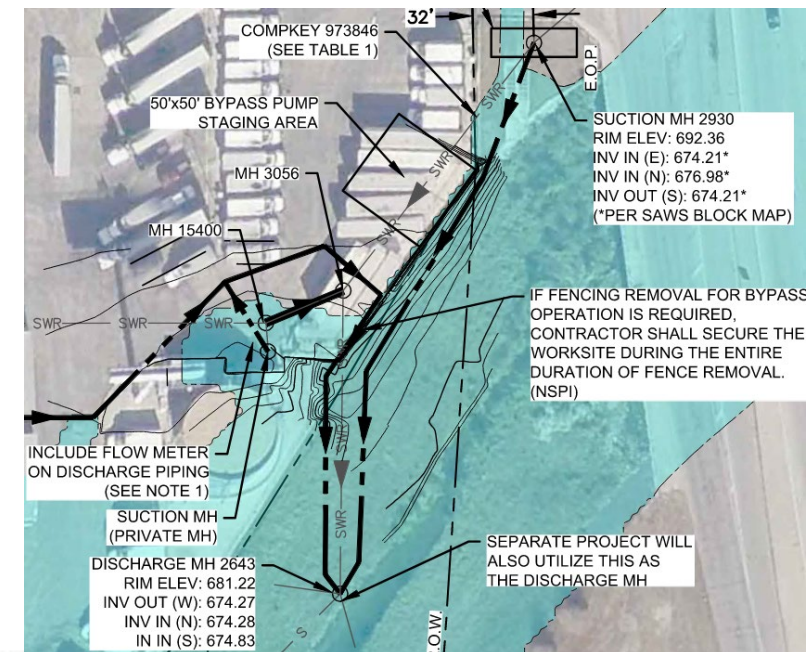 32'
COMPKEY 973846
(SEE TABLE 1)
E.O.P.
SWR
50'x50' BYPASS PUMP
STAGING AREA
SUCTION MH 2930
RIM ELEV: 692.36
INV IN (E): 674.21*
INV IN (N): 676.98*
INV OUT (S): 674.21*
(*PER SAWS BLOCK MAP)
SWR
MH 3056
SWR
MH 15400
IF FENCING REMOVAL FOR BYPASS
OPERATION IS REQUIRED,
CONTRACTOR SHALL SECURE THE
WORKSITE DURING THE ENTIRE
DURATION OF FENCE REMOVAL.
(NSPI)
SWR
SWR
SWR
SWR
SWR
INCLUDE FLOW METER
ON DISCHARGE PIPING
(SEE NOTE 1)
SUCTION MH
(PRIVATE MH)
SWR
DISCHARGE MH 2643
RIM ELEV: 681.22
INV OUT (W): 674.27
INV IN (N): 674.28
IN IN (S): 674.83
SEPARATE PROJECT WILL
ALSO UTILIZE THIS AS
THE DISCHARGE MH
S
.O.W.